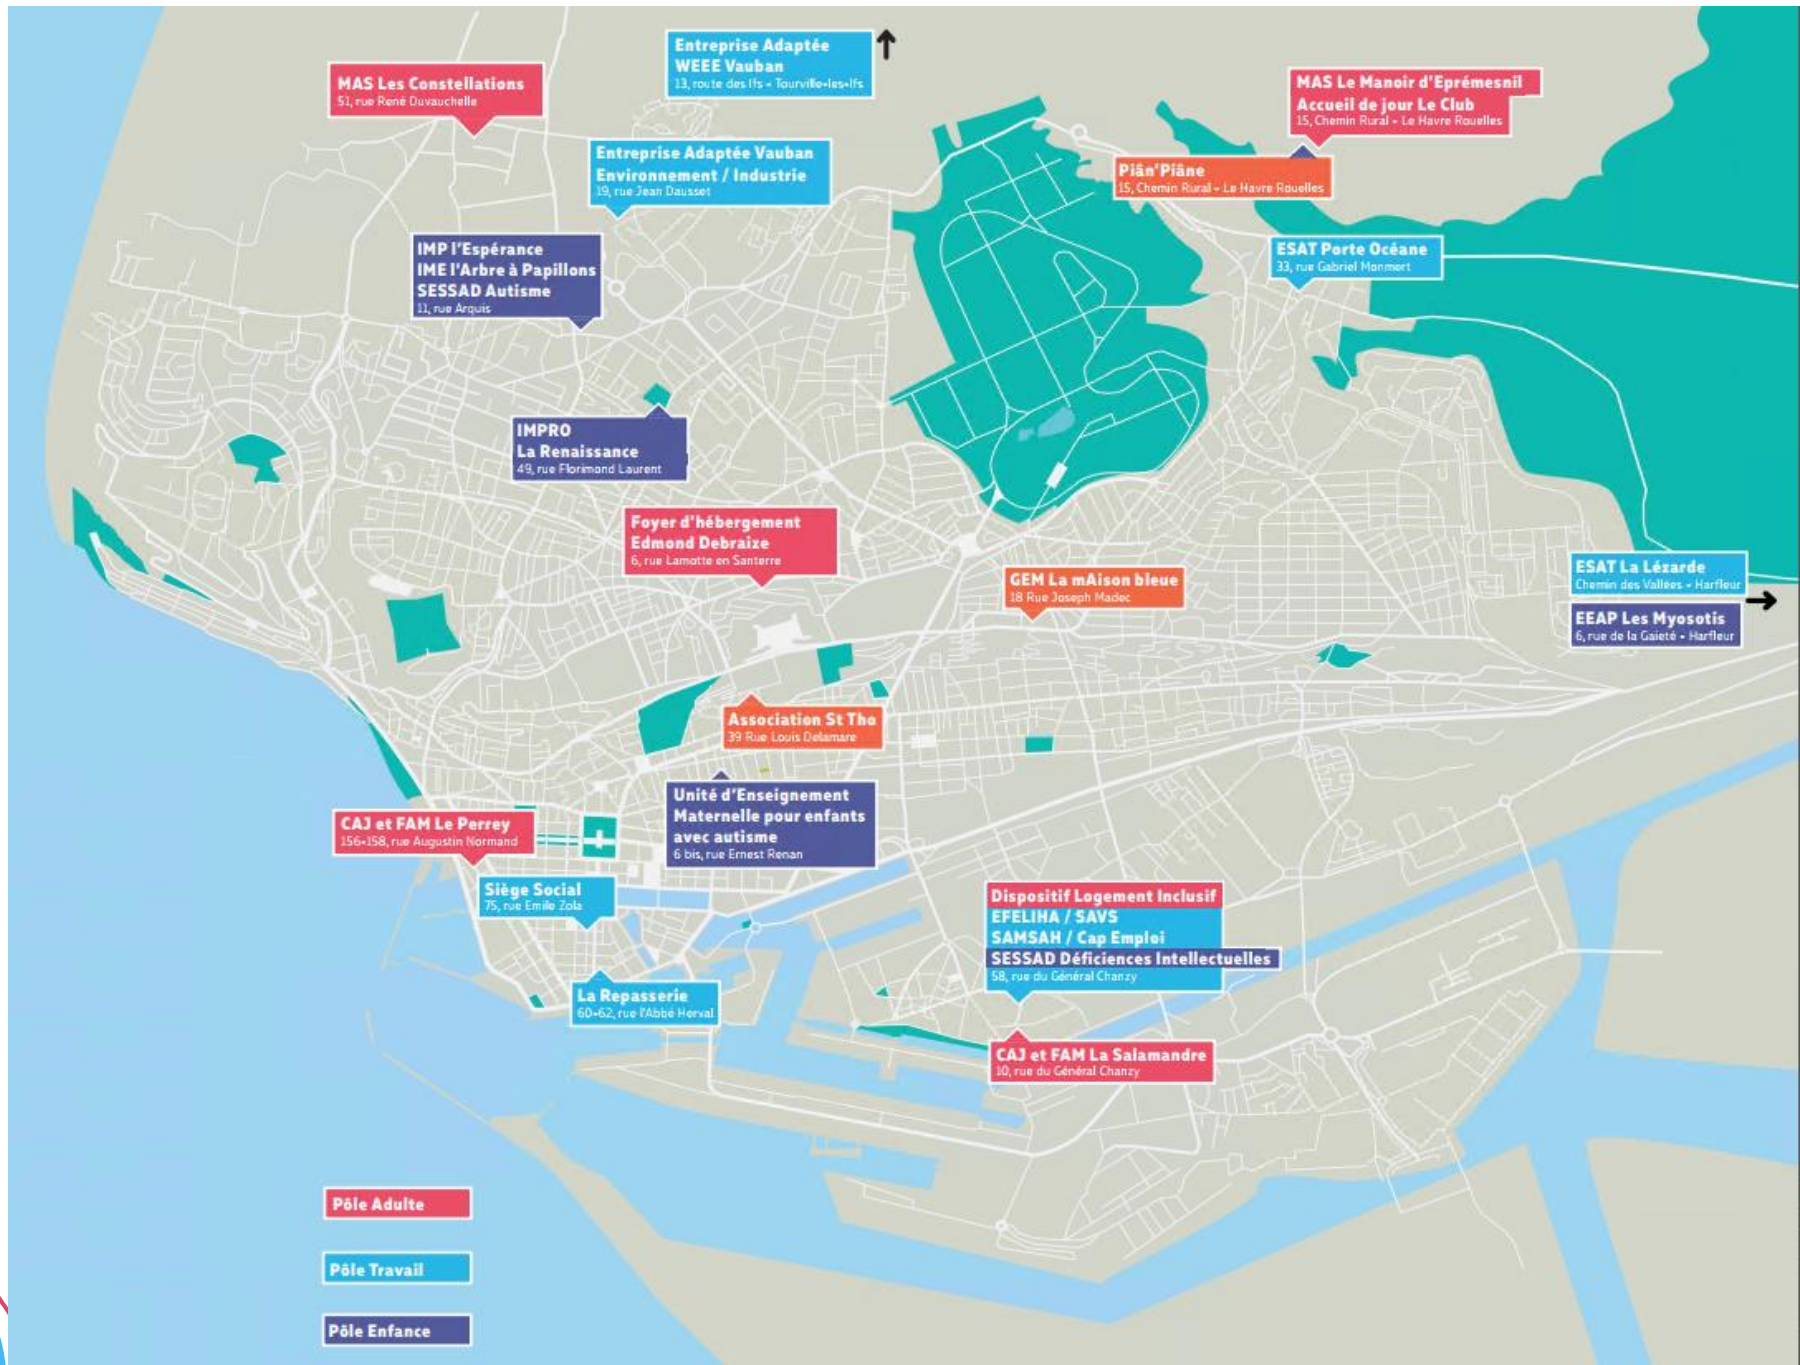 Entreprise Adaptée
WEEE Vauban
13, route des Ifs - Tourville-les-Ifs
MAS Les Constellations
51, rue René Duvauchelle
MAS Le Manoir d'Eprémesnil
Accueil de jour Le Club
15, Chemin Rural - Le Havre Rouelles
Entreprise Adaptée Vauban
Environnement / Industrie
19, rue Jean Dausset
Piân'Piâne
15, Chemin Rural - Le Havre Rouelles
IMP l'Espérance
IME l'Arbre à Papillons
SESSAD Autisme
11, rue Arquis
ESAT Porte Océane
33, rue Gabriel Monmert
IMPRO
La Renaissance
49, rue Florimond Laurent
Foyer d'hébergement
Edmond Debraize
6, rue Lamotte en Santerre
GEM La mAison bleue
18 Rue Joseph Madec
ESAT La Lézarde
Chemin des Vallées - Harfleur
EEAP Les Myosotis
6, rue de la Gaieté - Harfleur
Association St Tho
39 Rue Louis Delamare
Unité d'Enseignement
Maternelle pour enfants
avec autisme
6 bis, rue Ernest Renan
CAJ et FAM Le Perrey
156-158, rue Augustin Normand
Siège Social
75, rue Emile Zola
Dispositif Logement Inclusif
EFELIHA / SAVS
SAMSAH / Cap Emploi
SESSAD Déficiences Intellectuelles
58, rue du Général Chanzy
La Repasserie
60-62, rue l'Abbé Herval
CAJ et FAM La Salamandre
10, rue du Général Chanzy
Pôle Adulte
Pôle Travail
Pôle Enfance